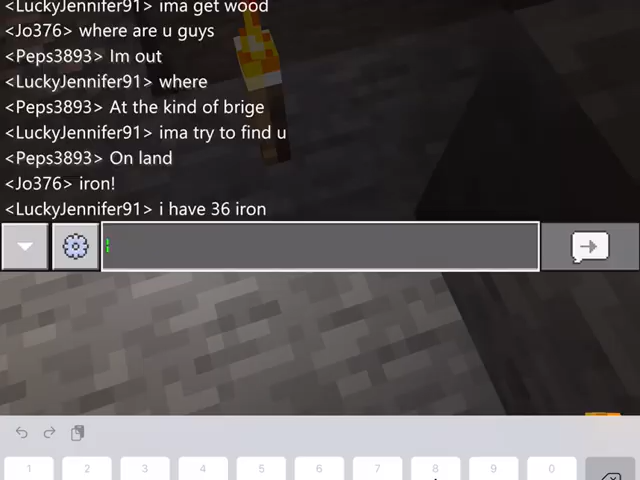 <LuckyJennifer91> ima get wood
<Jo376> where are u guys
<Peps3893> Im out
<LuckyJennifer91> where
<Peps3893> At the kind of brige
<LuckyJennifer91> ima try to find u
<Peps3893> On land
<Jo376> iron!
<LuckyJennifer91> i have 36 iron
1 2 3 4 5 6 7 8 9 0